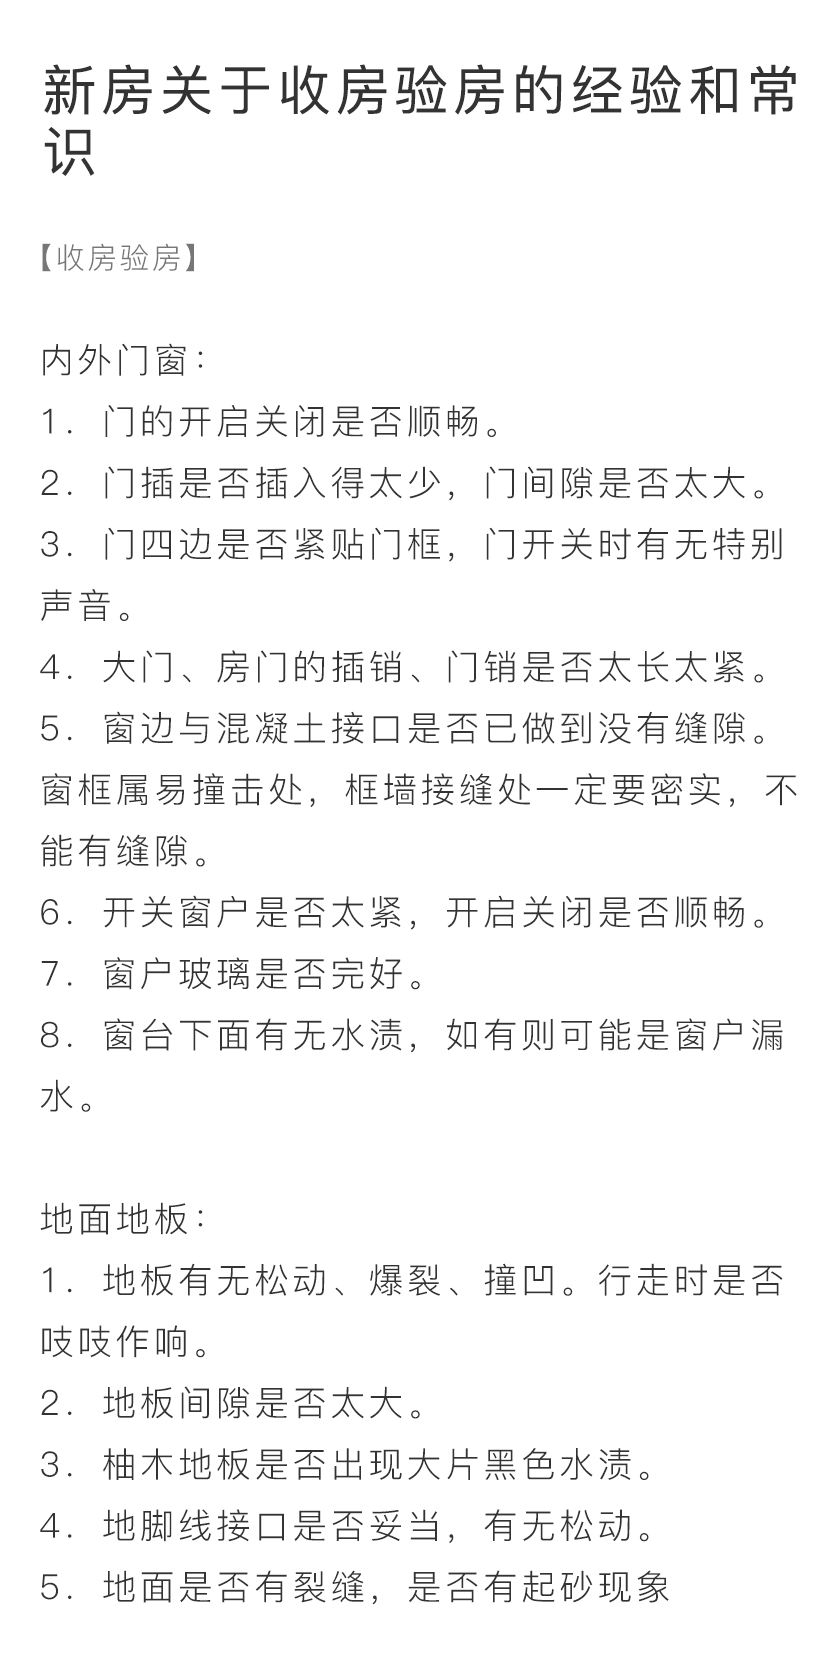 新房关于收房验房的经验和常
识
【收房验房】
内外门窗：
1. 门的开启关闭是否顺畅。
2. 门插是否插入得太少，门间隙是否太大。
3. 门四边是否紧贴门框，门开关时有无特别
声音。
4. 大门、房门的插销、门销是否太长太紧。
5. 窗边与混凝土接口是否已做到没有缝隙。
窗框属易撞击处，框墙接缝处一定要密实，不
能有缝隙。
6. 开关窗户是否太紧，开启关闭是否顺畅。
7. 窗户玻璃是否完好。
8. 窗台下面有无水渍，如有则可能是窗户漏
水。
地面地板：
1. 地板有无松动、爆裂、撞凹。行走时是否
吱吱作响。
2. 地板间隙是否太大。
3. 柚木地板是否出现大片黑色水渍。
4. 地脚线接口是否妥当，有无松动。
5. 地面是否有裂缝，是否有起砂现象